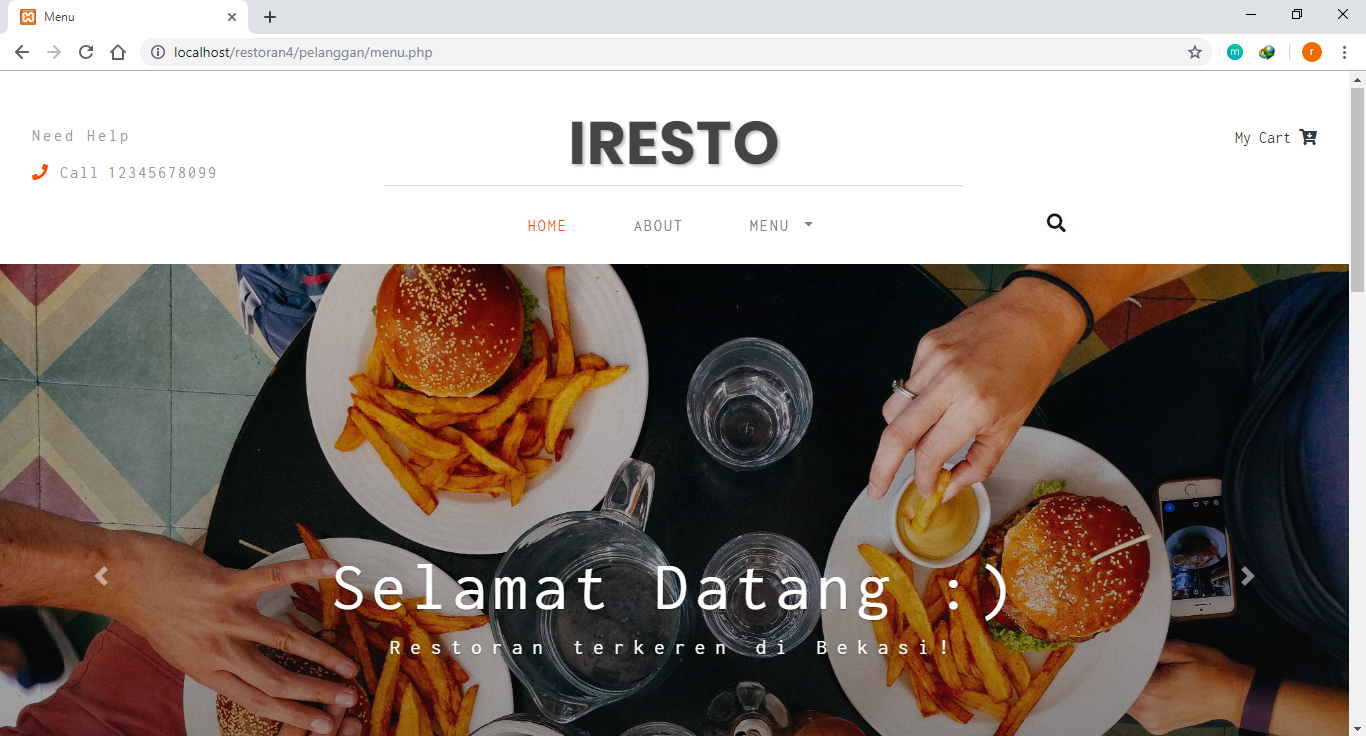 Menu
localhost/restoran4/pelanggan/menu.php
m
r
Need Help
Call 12345678099
IRESTO
My Cart
HOME
ABOUT
MENU
Selamat Datang :)
Restoran terkeren di Bekasi!